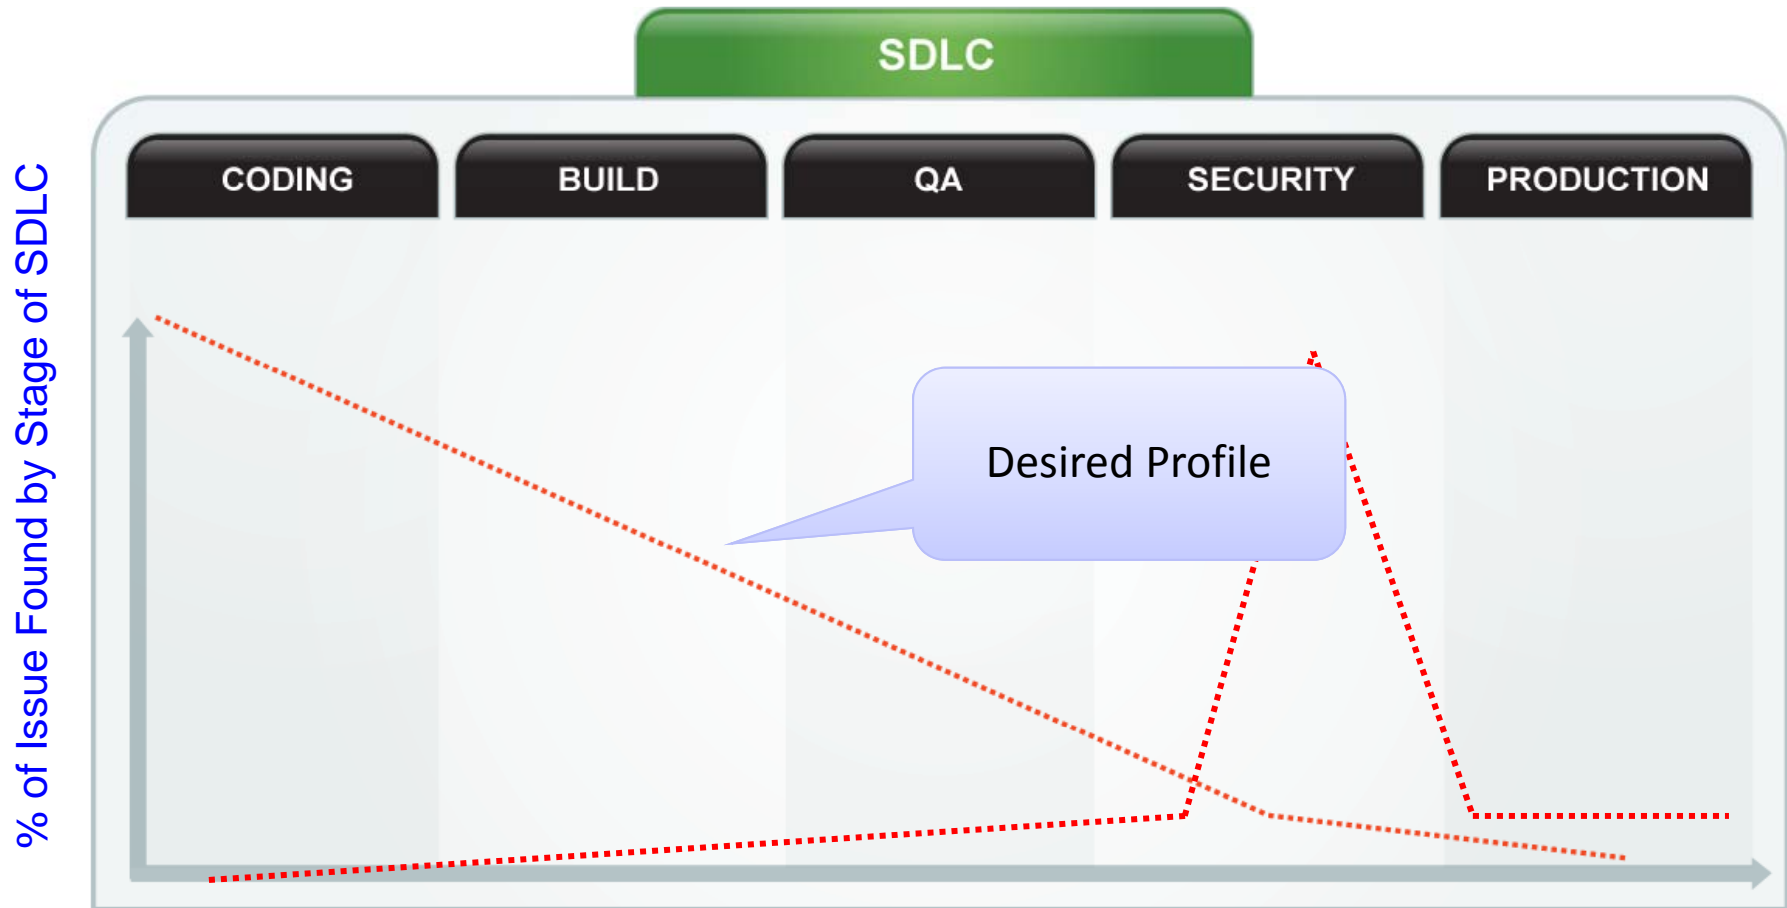 SDLC
CODING
BUILD
QA
SECURITY
PRODUCTION
% of Issue Found by Stage of SDLC
Desired Profile